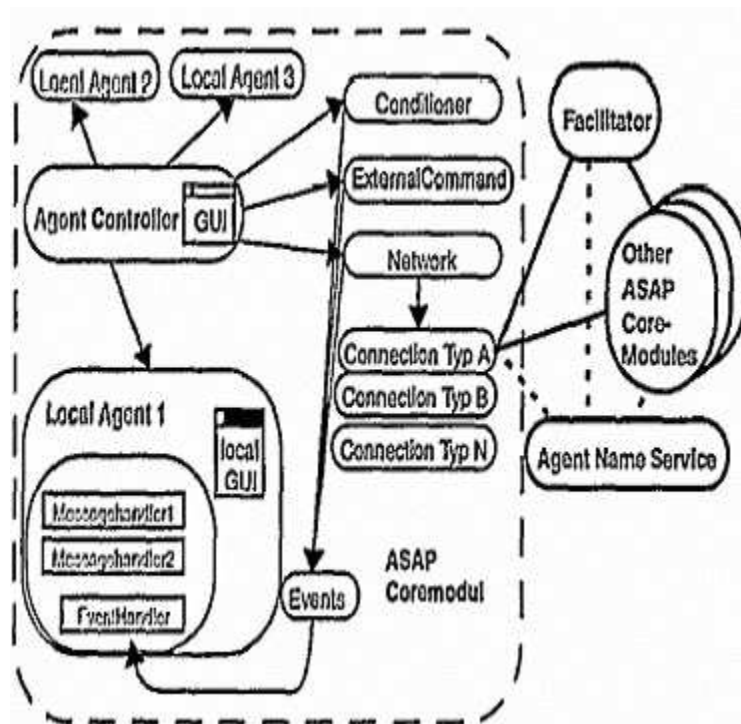 Local Agent 2
Local Agent 3
Conditioner
Facilitator
ExternalCommand
Agent Controller
GUI
Network
Other
ASAP
Core-
Modules
Connection Typ A
Connection Typ B
Connection Typ N
Agent Name Service
Local Agent 1
local
GUI
Messagehandler1
Messagehandler2
EventHandler
Events
ASAP
Coremodul